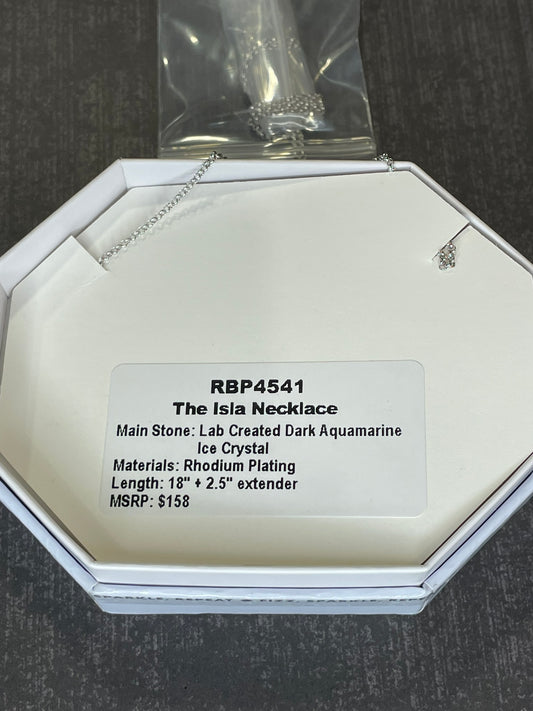 RBP4541
The Isla Necklace
Main Stone: Lab Created Dark Aquamarine
Ice Crystal
Materials: Rhodium Plating
Length: 18" + 2.5" extender
MSRP: $158